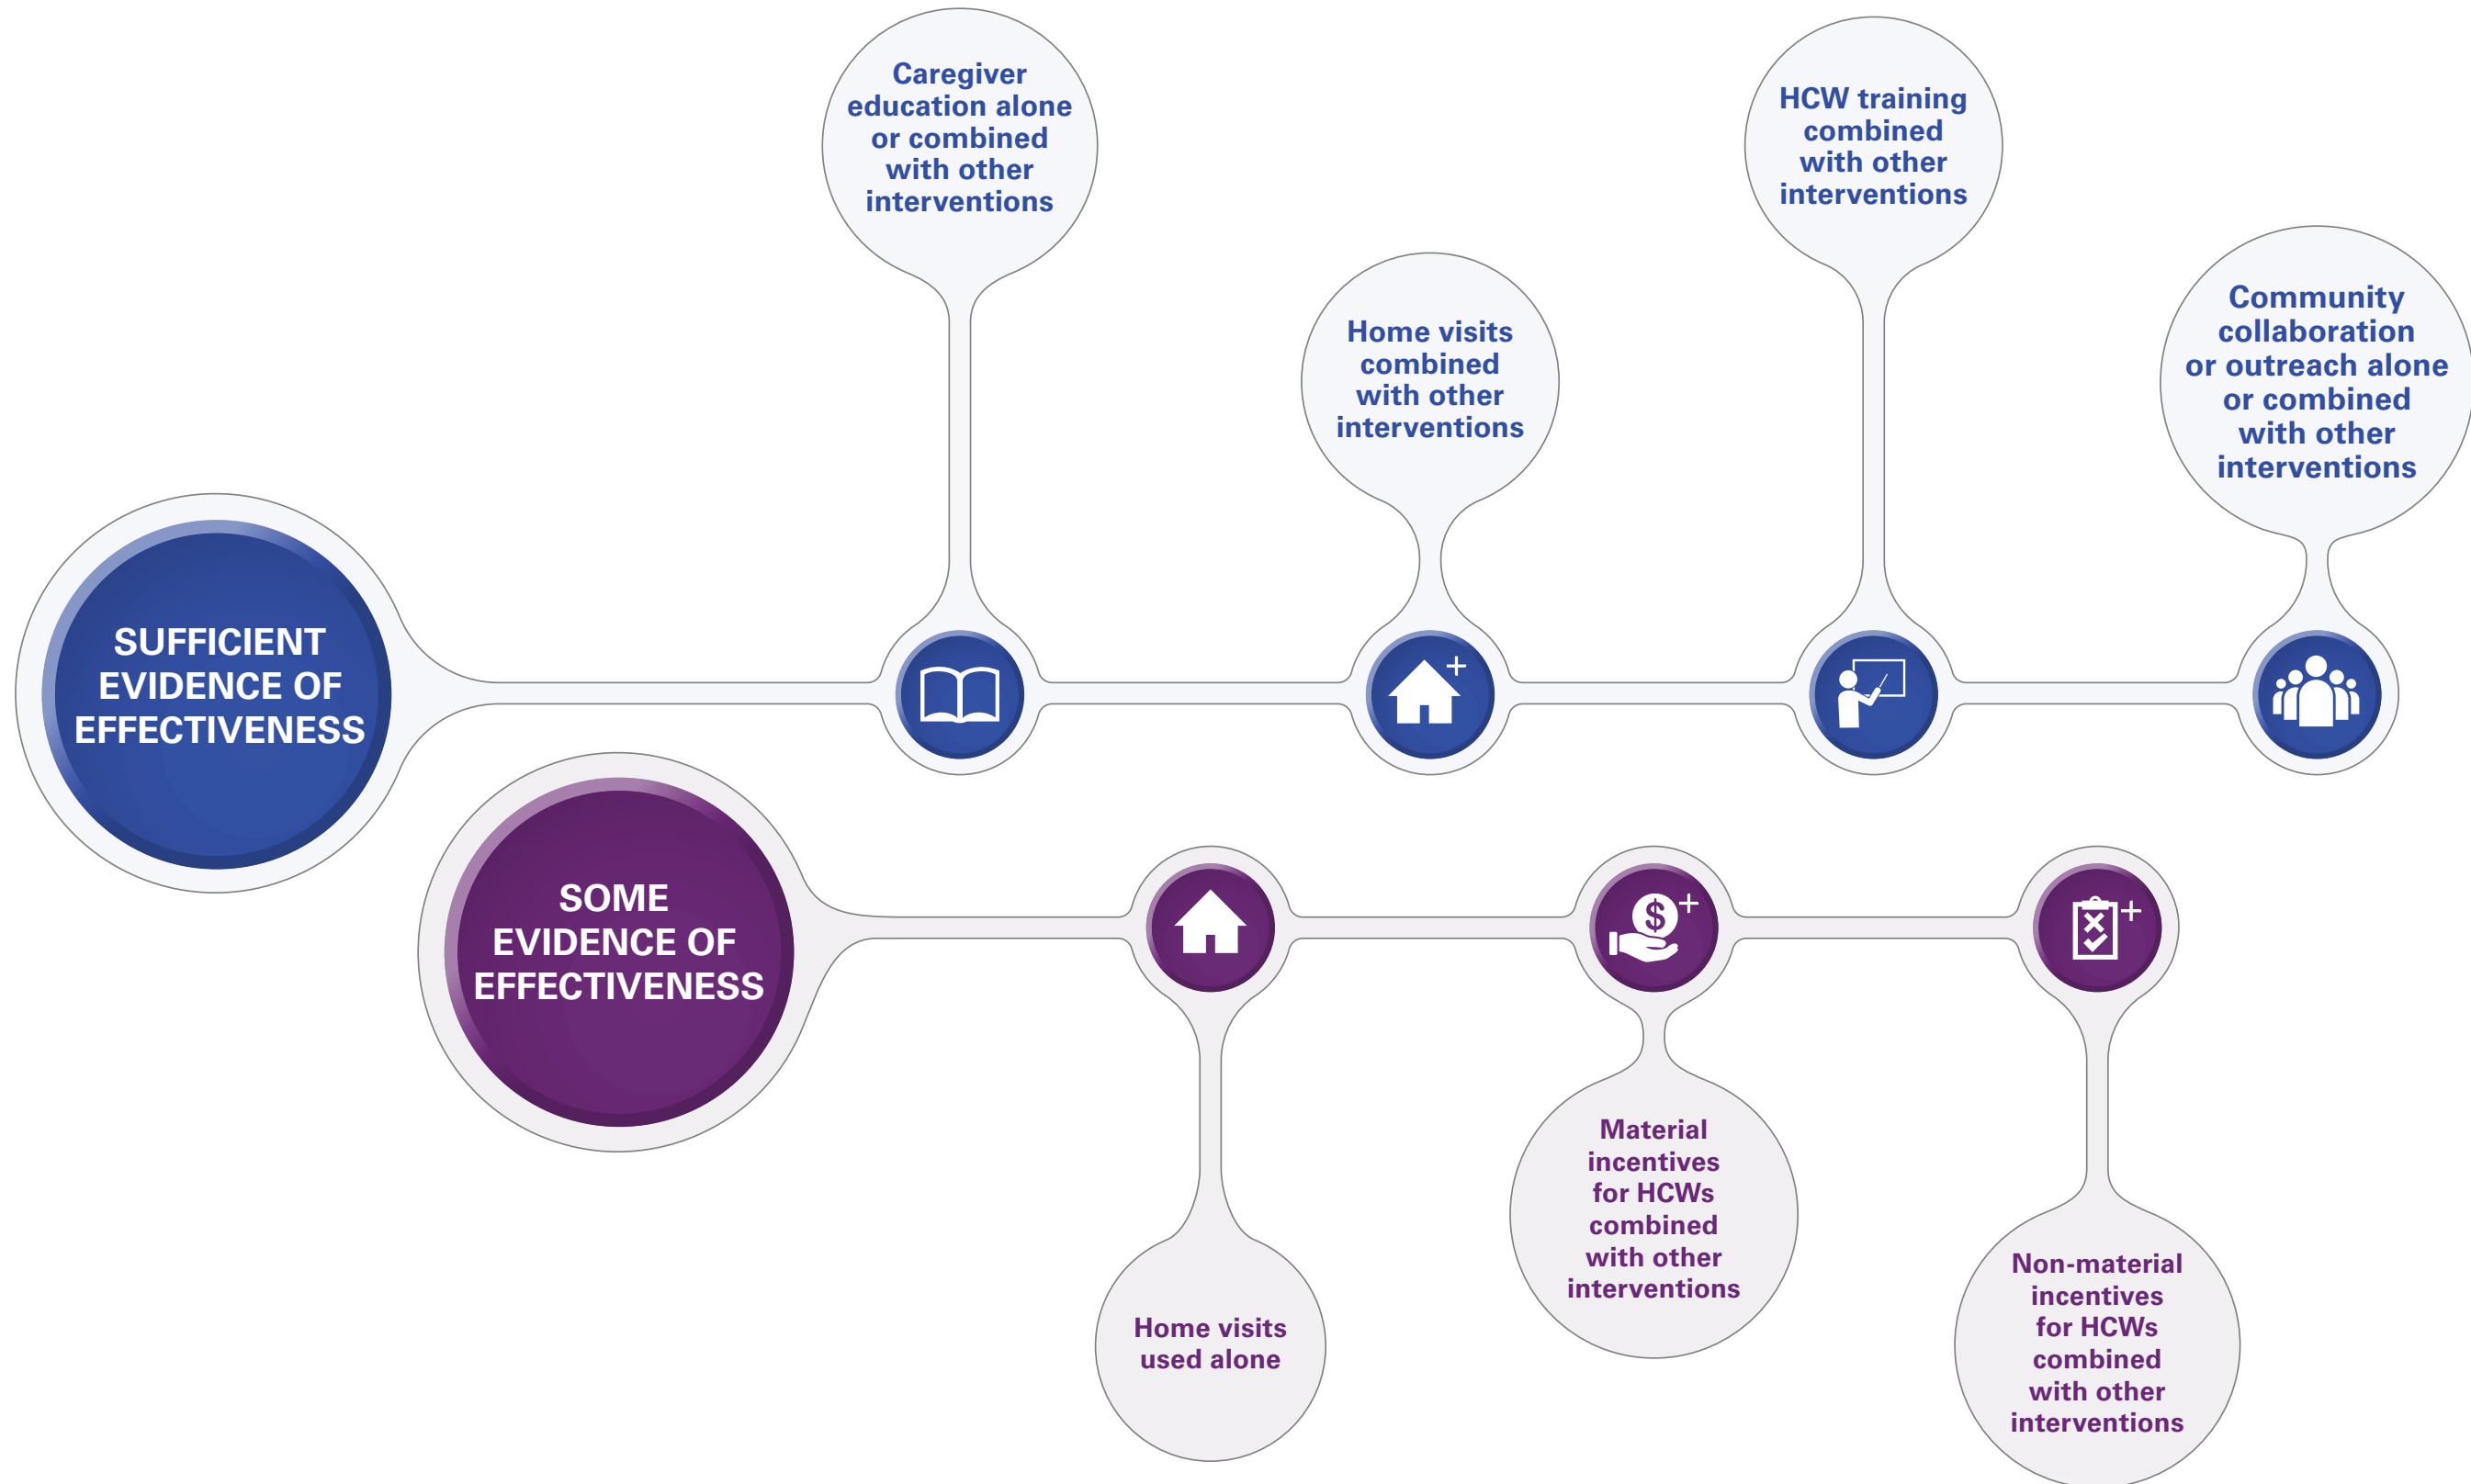 Caregiver
education alone
or combined
with other
interventions
HCW training
combined
with other
interventions
Home visits
combined
with other
interventions
Community
collaboration
or outreach alone
or combined
with other
interventions
SUFFICIENT
EVIDENCE OF
EFFECTIVENESS
SOME
EVIDENCE OF
EFFECTIVENESS
Home visits
used alone
Material
incentives
for HCWs
combined
with other
interventions
Non-material
incentives
for HCWs
combined
with other
interventions